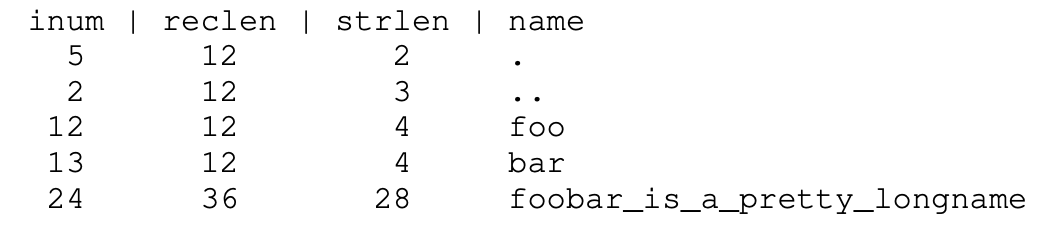 inum | reclen | strlen | name
5 12 2 .
2 12 3 ..
12 12 4 foo
13 12 4 bar
24 36 28 foobar_is_a_pretty_longname